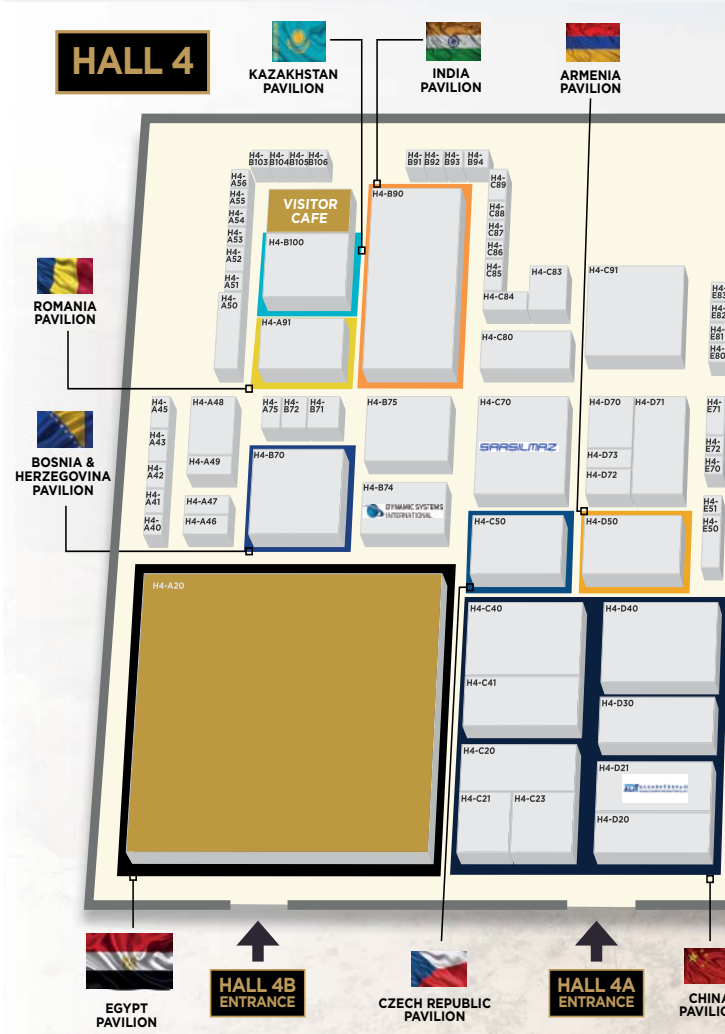 HALL 4
KAZAKHSTAN
PAVILION
INDIA
PAVILION
ARMENIA
PAVILION
H4-
B103
H4-
B104
H4-
B105
H4-
B106
H4-
B91
H4-
B92
H4-
B93
H4-
B94
H4-
A56
H4-
A55
H4-
A54
H4-
A53
H4-
A52
H4-
A51
H4-
A50
VISITOR
CAFE
H4-B100
H4-A91
H4-B90
H4-
C89
H4-
C88
H4-
C87
H4-
C86
H4-
C85
H4-C84
H4-C83
H4-C80
H4-C91
H4-
E83
H4-
E82
H4-
E81
H4-
E80
ROMANIA
PAVILION
H4-
A45
H4-
A43
H4-
A42
H4-
A41
H4-
A40
H4-A48
H4-A49
H4-A47
H4-A46
H4-
A75
H4-
B72
H4-
B71
H4-B70
H4-B75
H4-B74
DYNAMIC SYSTEMS
INTERNATIONAL
H4-C70
SARSILMAZ
H4-C50
H4-D70
H4-D71
H4-D73
H4-D72
H4-D50
H4-
E71
H4-
E72
H4-
E70
H4-
E51
H4-
E50
BOSNIA &
HERZEGOVINA
PAVILION
H4-A20
H4-C40
H4-C41
H4-C20
H4-C21
H4-C23
H4-D40
H4-D30
H4-D21
H4-D20
EGYPT
PAVILION
HALL 4B
ENTRANCE
CZECH REPUBLIC
PAVILION
HALL 4A
ENTRANCE
CHINA
PAVILIO